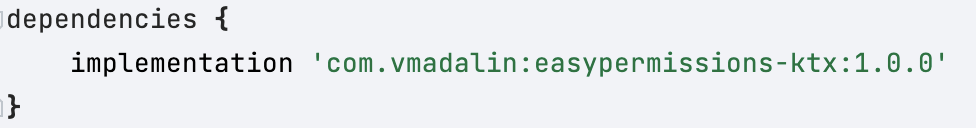 dependencies {
    implementation 'com.vmadalin:easypermissions-ktx:1.0.0'
}